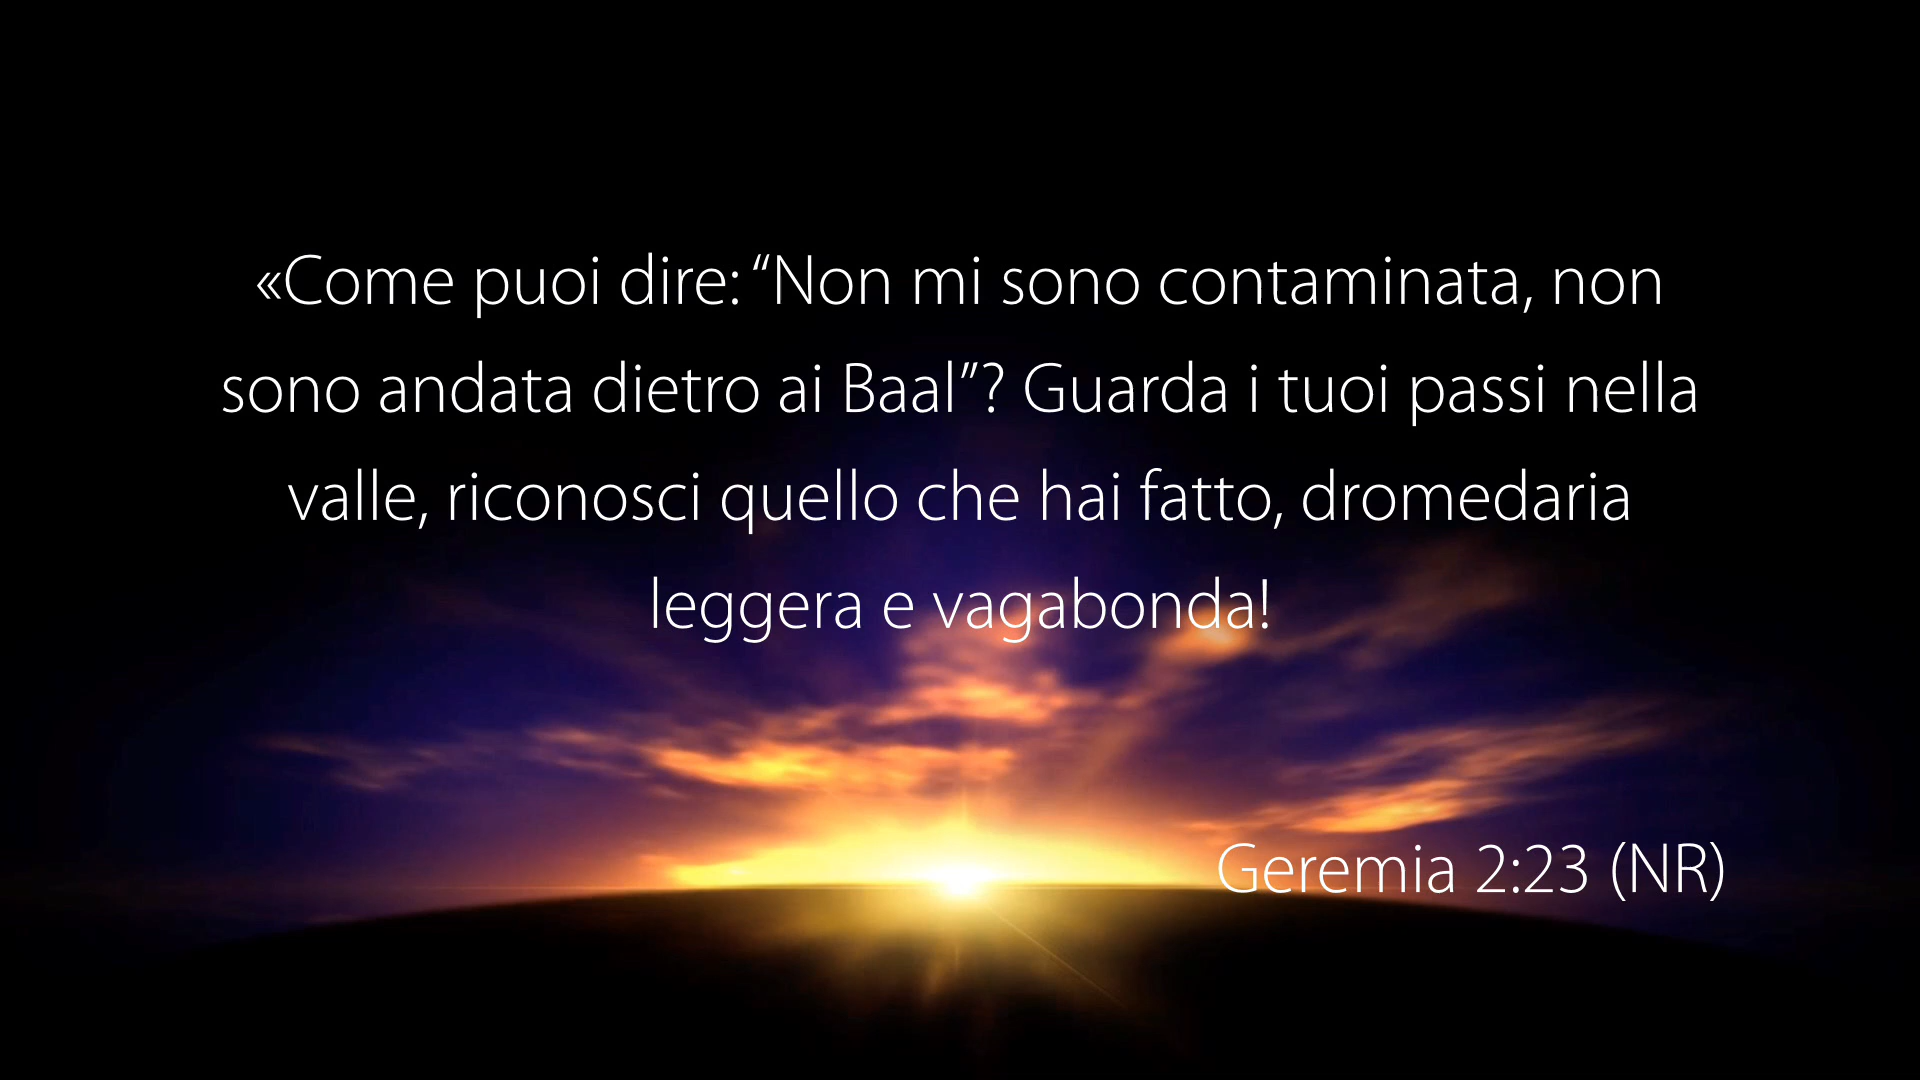 «Come puoi dire: “Non mi sono contaminata, non
sono andata dietro ai Baal”? Guarda i tuoi passi nella
valle, riconosci quello che hai fatto, dromedaria
leggera e vagabonda!
Geremia 2:23 (NR)